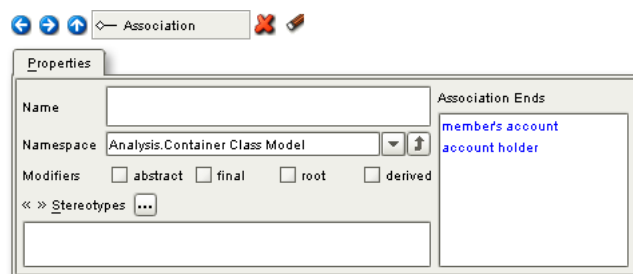 Association
Properties
Name
Namespace Analysis.Container Class Model
Modifiers abstract final root derived
« » Stereotypes ...
Association Ends
member's account
account holder